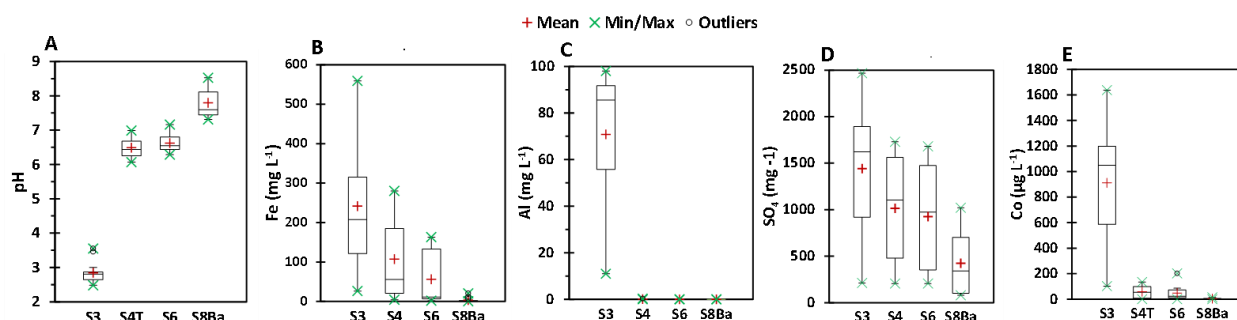 Mean Min/Max Outliers
A
9
8
7
6
5
4
3
2
pH
S3 S4T S6 S8Ba
B
600
500
400
300
200
100
0
Fe (mg L-1)
S3 S4 S6 S8Ba
C
100
80
60
40
20
0
Al (mg L-1)
S3 S4 S6 S8Ba
D
2500
2000
1500
1000
500
0
SO4 (mg -1)
S3 S4 S6 S8Ba
E
1800
1600
1400
1200
1000
800
600
400
200
0
Co (µg L-1)
S3 S4T S6 S8Ba